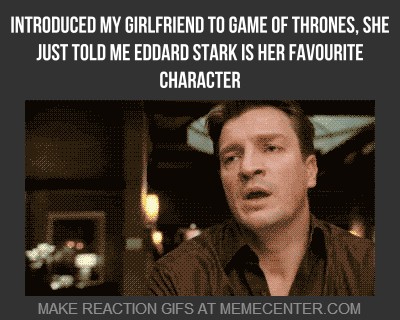 INTRODUCED MY GIRLFRIEND TO GAME OF THRONES, SHE
JUST TOLD ME EDDARD STARK IS HER FAVOURITE
CHARACTER
MAKE REACTION GIFS AT MEMECENTER.COM